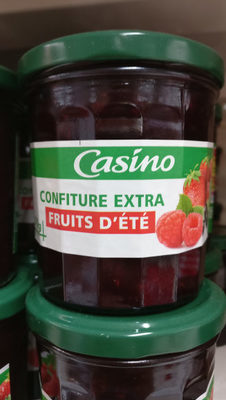 Casino
CONFITURE EXTRA
FRUITS D'ÉTÉ